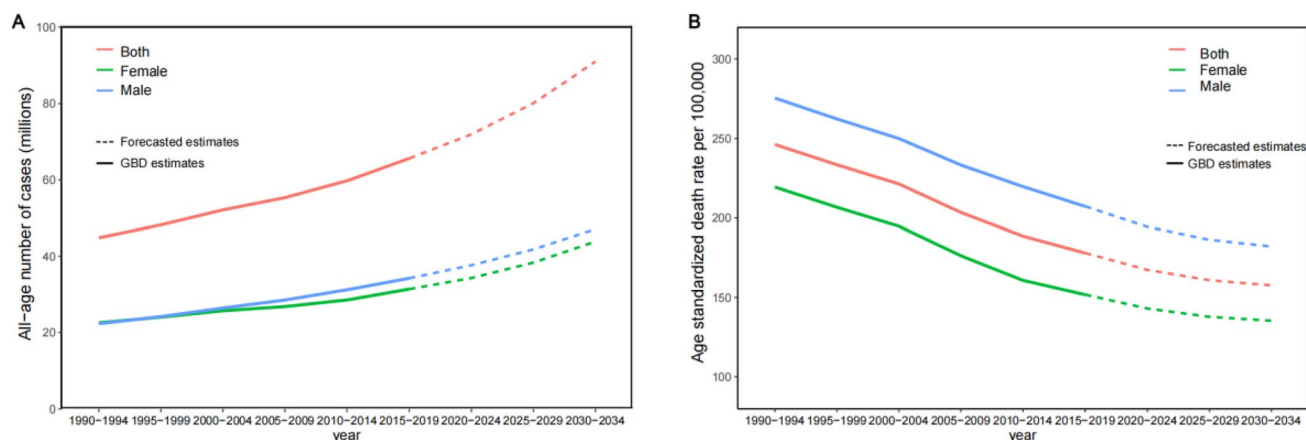 A
All-age number of cases (millions)
100
80
60
40
20
0
Both
Female
Male
Forecasted estimates
GBD estimates
1990−1994 1995−1999 2000−2004 2005−2009 2010−2014 2015−2019 2020−2024 2025−2029 2030−2034
year
B
Age standardized death rate per 100,000
300
250
200
150
100
Both
Female
Male
Forecasted estimates
GBD estimates
1990−1994 1995−1999 2000−2004 2005−2009 2010−2014 2015−2019 2020−2024 2025−2029 2030−2034
year